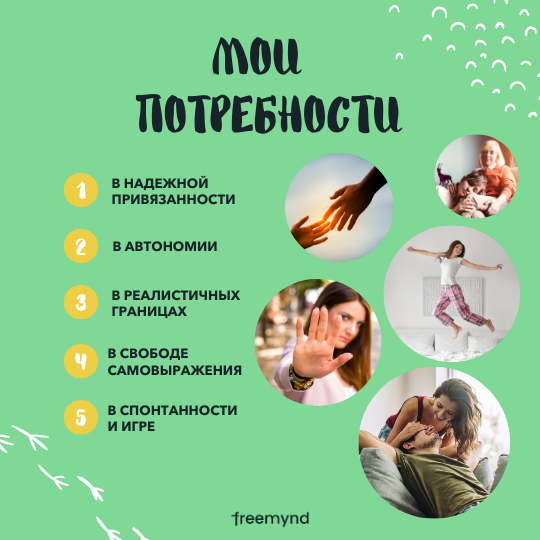 МОИ
ПОТРЕБНОСТИ
1
В НАДЕЖНОЙ
ПРИВЯЗАННОСТИ
2
В АВТОНОМИИ
3
В РЕАЛИСТИЧНЫХ
ГРАНИЦАХ
4
В СВОБОДЕ
САМОВЫРАЖЕНИЯ
5
В СПОНТАННОСТИ
И ИГРЕ
freemynd